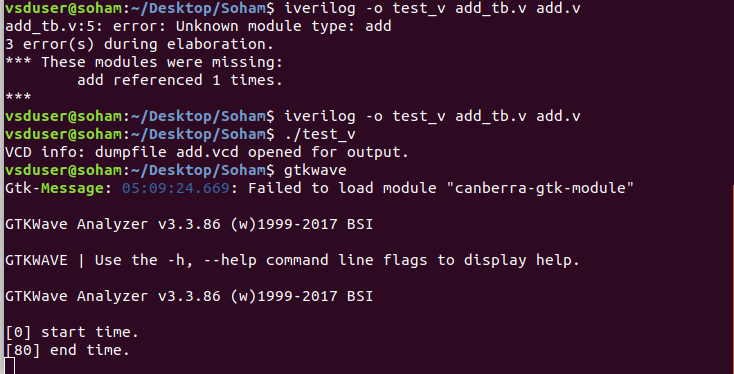 vsduser@soham:~/Desktop/Soham$ iverilog -o test_v add_tb.v add.v
add_tb.v:5: error: Unknown module type: add
3 error(s) during elaboration.
*** These modules were missing:
        add referenced 1 times.
***
vsduser@soham:~/Desktop/Soham$ iverilog -o test_v add_tb.v add.v
vsduser@soham:~/Desktop/Soham$ ./test_v
VCD info: dumpfile add.vcd opened for output.
vsduser@soham:~/Desktop/Soham$ gtkwave
Gtk-Message: 05:09:24.669: Failed to load module "canberra-gtk-module"
GTKWave Analyzer v3.3.86 (w)1999-2017 BSI
GTKWAVE | Use the -h, --help command line flags to display help.
GTKWave Analyzer v3.3.86 (w)1999-2017 BSI
[0] start time.
[80] end time.